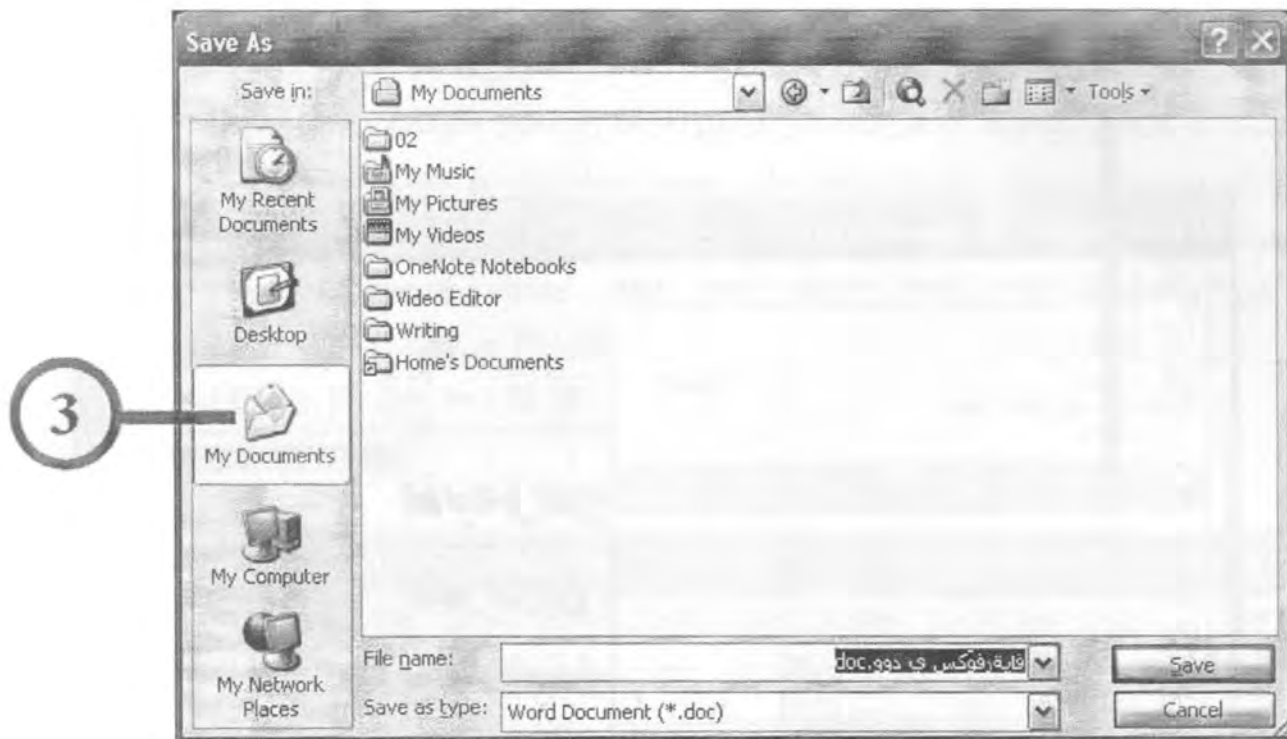 Save As
Save in:
My Documents
Tools
My Recent Documents
Desktop
My Documents
My Computer
My Network Places
02
My Music
My Pictures
My Videos
OneNote Notebooks
Video Editor
Writing
Home's Documents
3
File name:
ی دوو.doc
Save
Save as type:
Word Document (*.doc)
Cancel